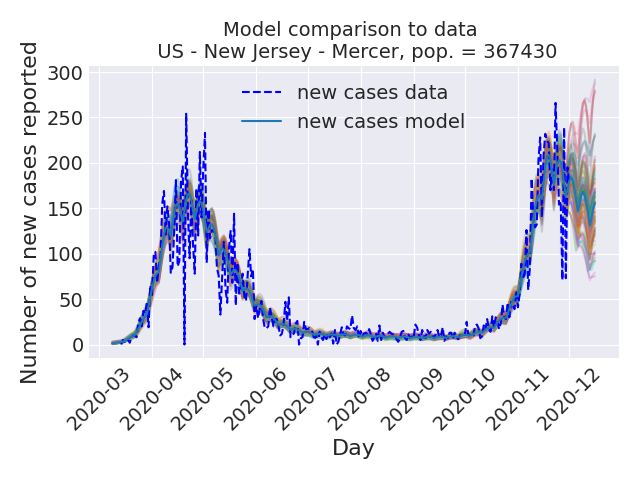 Model comparison to data
US - New Jersey - Mercer, pop. = 367430
new cases data
new cases model
Number of new cases reported
300
250
200
150
100
50
0
2020-03
2020-04
2020-05
2020-06
2020-07
2020-08
2020-09
2020-10
2020-11
2020-12
Day